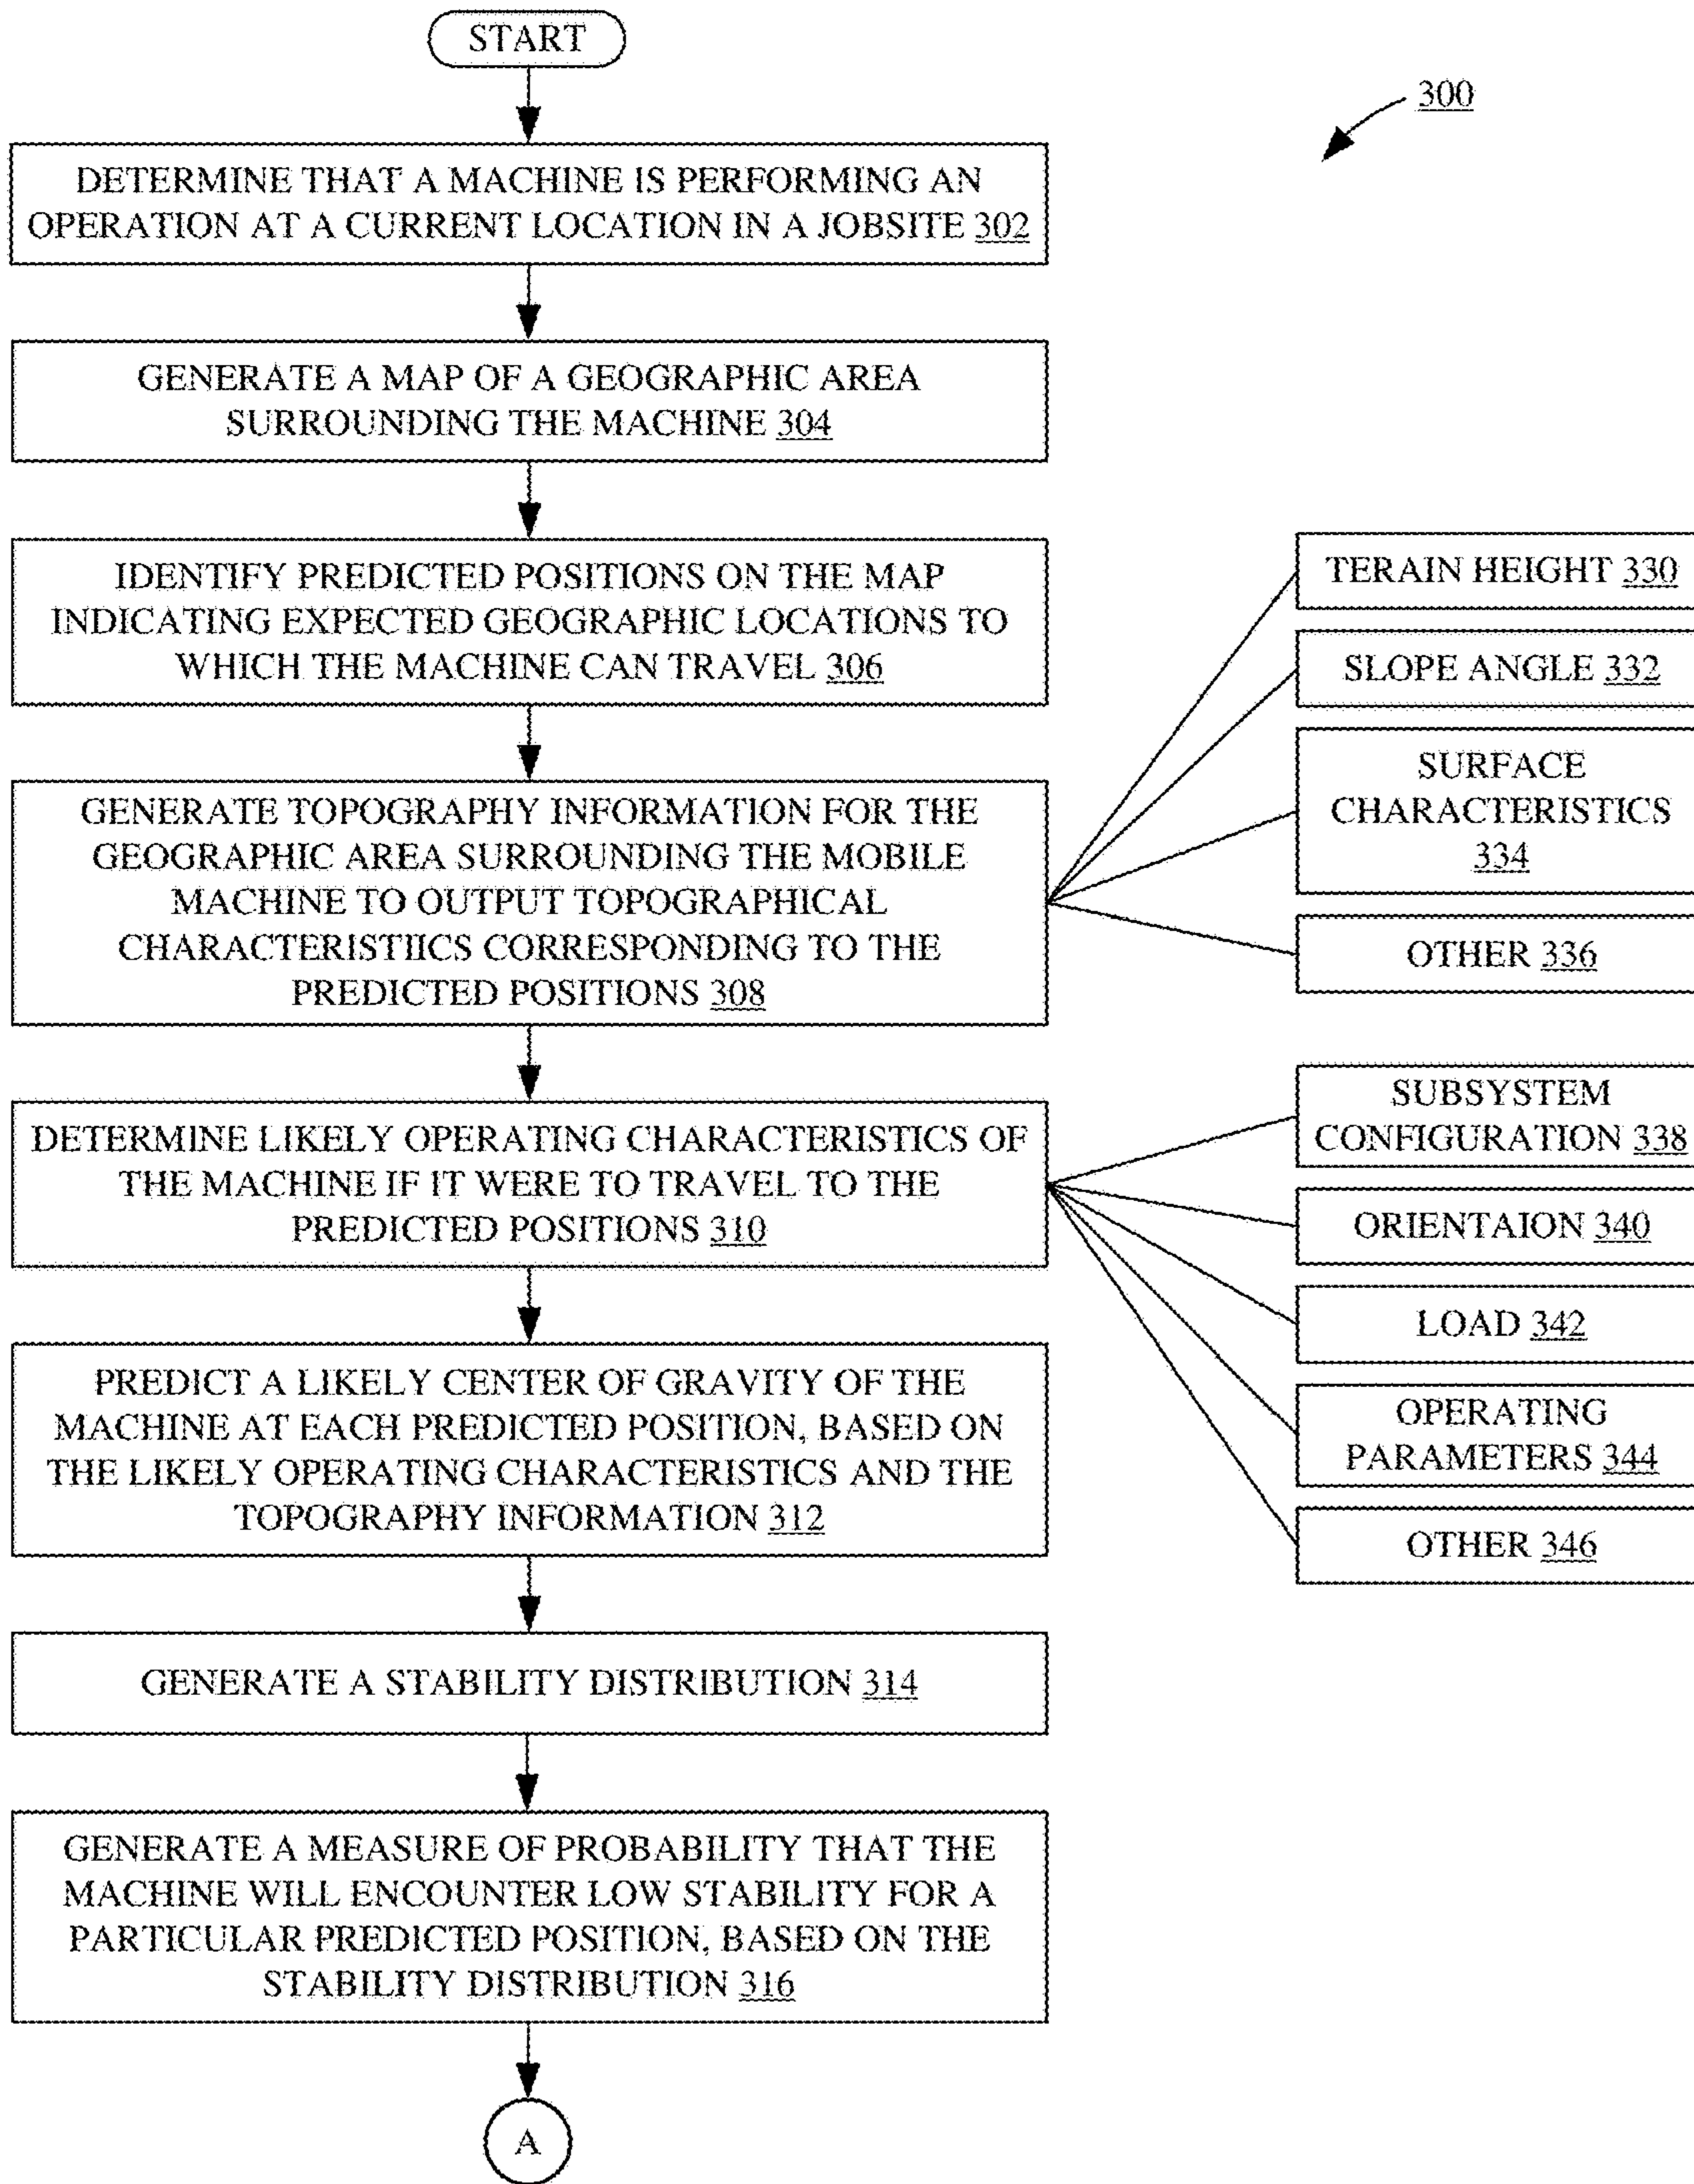 START
300
DETERMINE THAT A MACHINE IS PERFORMING AN
OPERATION AT A CURRENT LOCATION IN A JOBSITE 302
GENERATE A MAP OF A GEOGRAPHIC AREA
SURROUNDING THE MACHINE 304
IDENTIFY PREDICTED POSITIONS ON THE MAP
INDICATING EXPECTED GEOGRAPHIC LOCATIONS TO
WHICH THE MACHINE CAN TRAVEL 306
GENERATE TOPOGRAPHY INFORMATION FOR THE
GEOGRAPHIC AREA SURROUNDING THE MOBILE
MACHINE TO OUTPUT TOPOGRAPHICAL
CHARACTERISTIICS CORRESPONDING TO THE
PREDICTED POSITIONS 308
TERAIN HEIGHT 330
SLOPE ANGLE 332
SURFACE
CHARACTERISTICS
334
OTHER 336
DETERMINE LIKELY OPERATING CHARACTERISTICS OF
THE MACHINE IF IT WERE TO TRAVEL TO THE
PREDICTED POSITIONS 310
SUBSYSTEM
CONFIGURATION 338
ORIENTAION 340
LOAD 342
OPERATING
PARAMETERS 344
OTHER 346
PREDICT A LIKELY CENTER OF GRAVITY OF THE
MACHINE AT EACH PREDICTED POSITION, BASED ON
THE LIKELY OPERATING CHARACTERISTICS AND THE
TOPOGRAPHY INFORMATION 312
GENERATE A STABILITY DISTRIBUTION 314
GENERATE A MEASURE OF PROBABILITY THAT THE
MACHINE WILL ENCOUNTER LOW STABILITY FOR A
PARTICULAR PREDICTED POSITION, BASED ON THE
STABILITY DISTRIBUTION 316
A